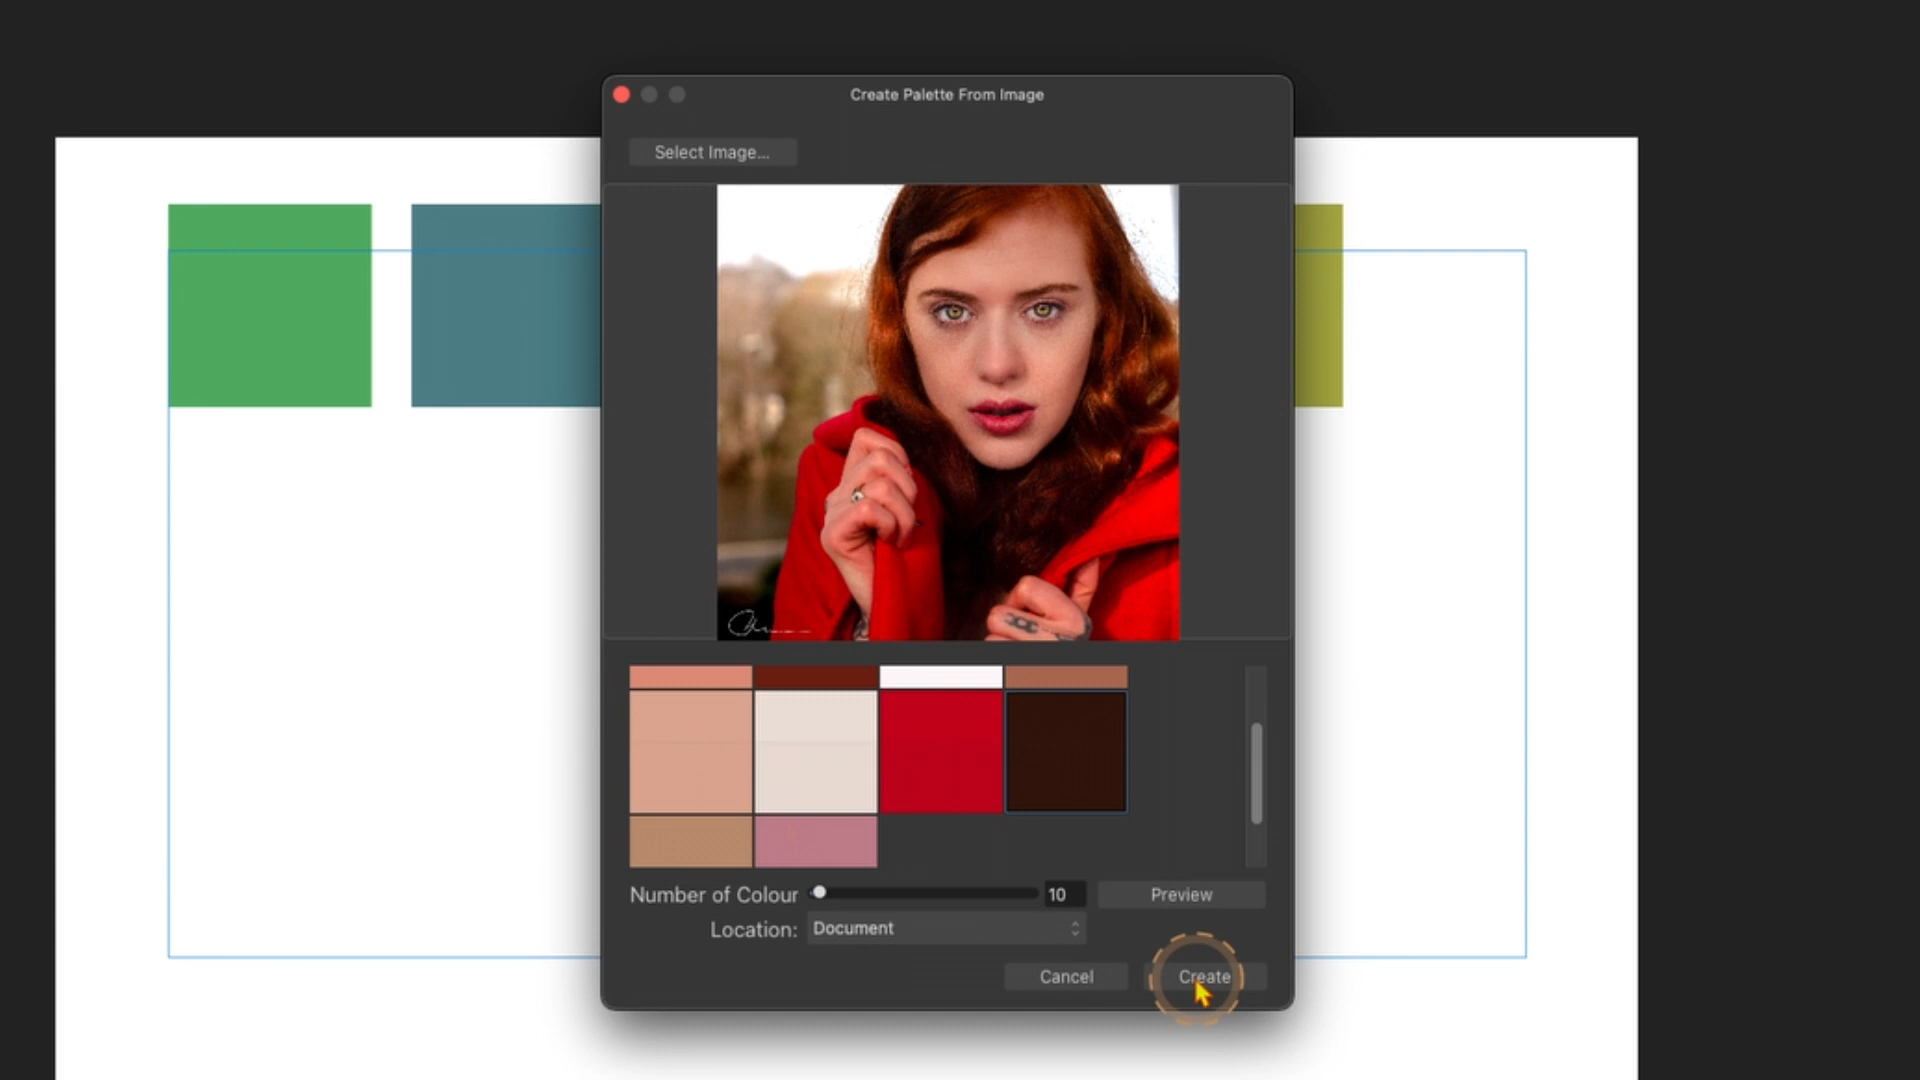 Create Palette From Image
Select Image...
Number of Colour
10
Preview
Location:
Document
Cancel
Create